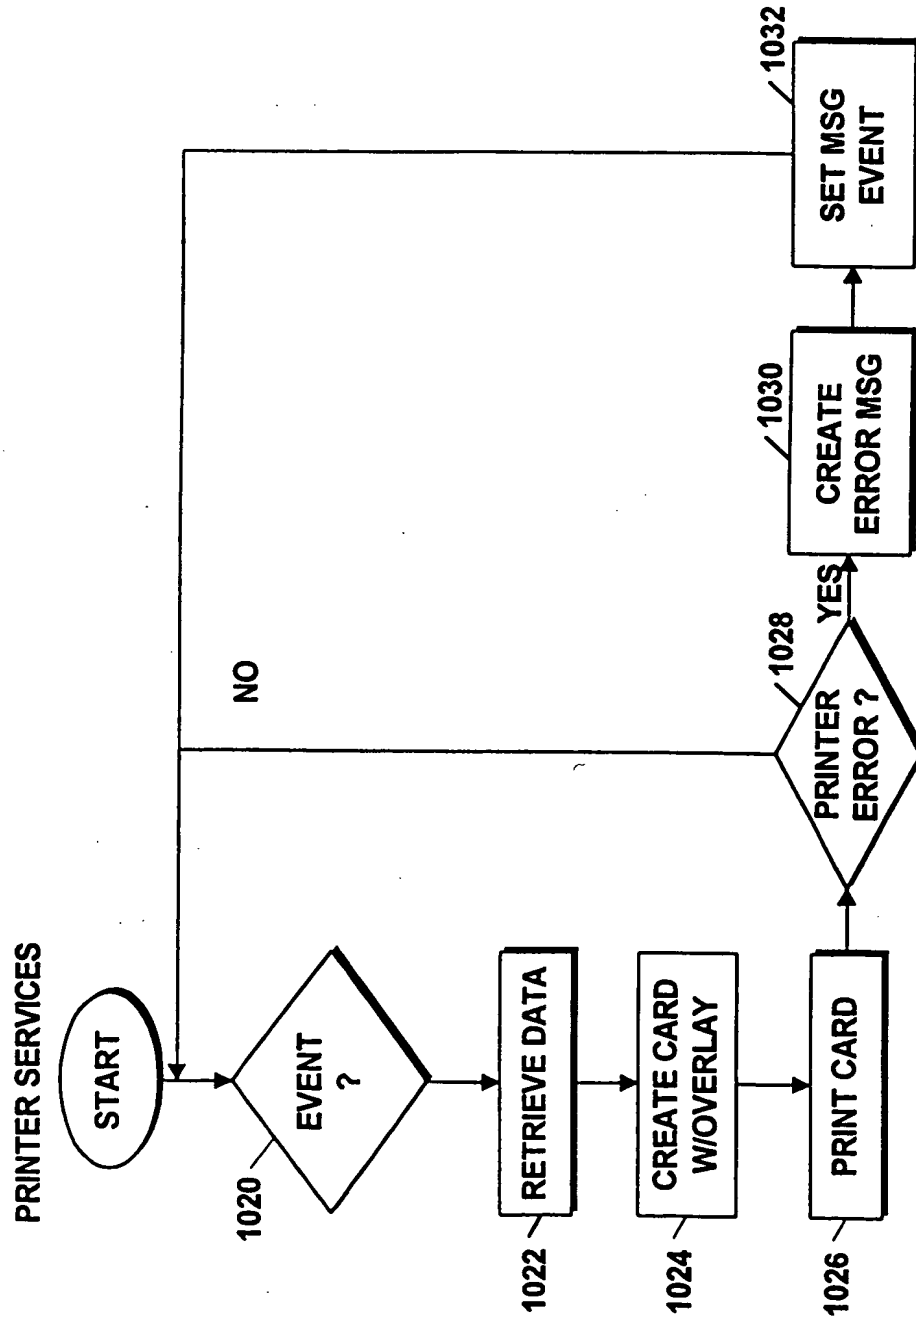 PRINTER SERVICES
START
EVENT
?
1020
RETRIEVE DATA
1022
CREATE CARD
W/OVERLAY
1024
PRINT CARD
1026
PRINTER
ERROR ?
1028
NO
YES
CREATE
ERROR MSG
1030
SET MSG
EVENT
1032